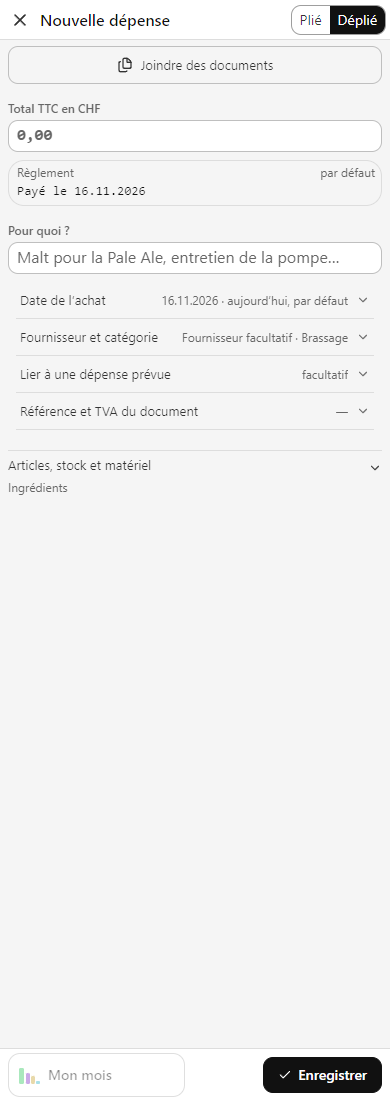 Nouvelle dépense
Plié
Déplié
Joindre des documents
Total TTC en CHF
0,00
Règlement
par défaut
Payé le 16.11.2026
Pour quoi ?
Malt pour la Pale Ale, entretien de la pompe...
Date de l'achat
16.11.2026 · aujourd'hui, par défaut
Fournisseur et catégorie
Fournisseur facultatif · Brassage
Lier à une dépense prévue
facultatif
Référence et TVA du document
—
Articles, stock et matériel
Ingrédients
Mon mois
Enregistrer